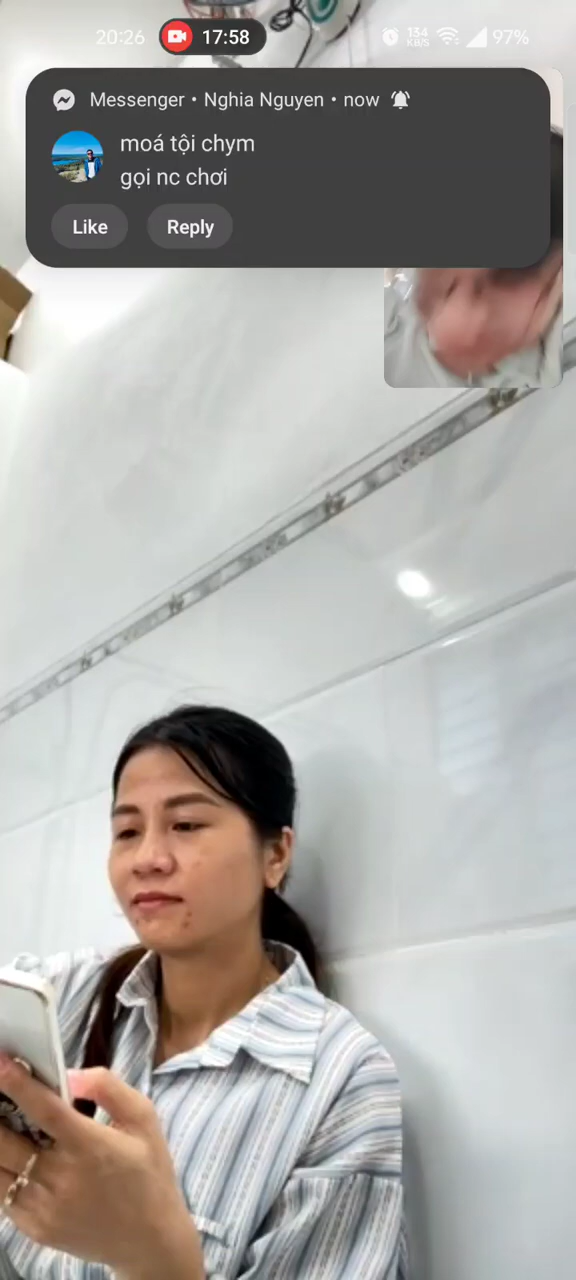 20:26
17:58
134
KB/S
97%
Messenger • Nghia Nguyen • now
moá tội chym
gọi nc chơi
Like
Reply